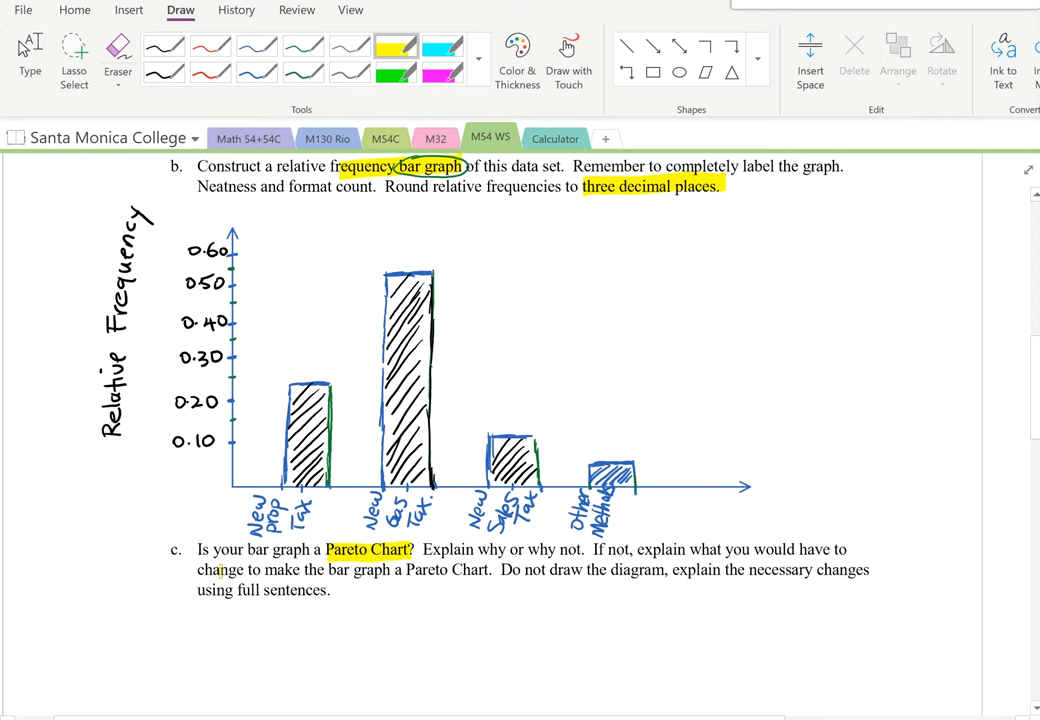 File Home Insert Draw History Review View
Type
Lasso
Select
Eraser
Color &
Thickness
Draw with
Touch
Insert
Space
Delete
Arrange
Rotate
Ink to
Text
Tools
Shapes
Edit
Convert
Santa Monica College
Math 54+54C
M130 Rio
M54C
M32
M54 WS
Calculator
b. Construct a relative frequency bar graph of this data set. Remember to completely label the graph.
Neatness and format count. Round relative frequencies to three decimal places.
Relative Frequency
0.60
0.50
0.40
0.30
0.20
0.10
New
prop
Tax
New
Gas
Tax.
New
Sales
Tax
Other
Methods
c. Is your bar graph a Pareto Chart? Explain why or why not. If not, explain what you would have to
change to make the bar graph a Pareto Chart. Do not draw the diagram, explain the necessary changes
using full sentences.